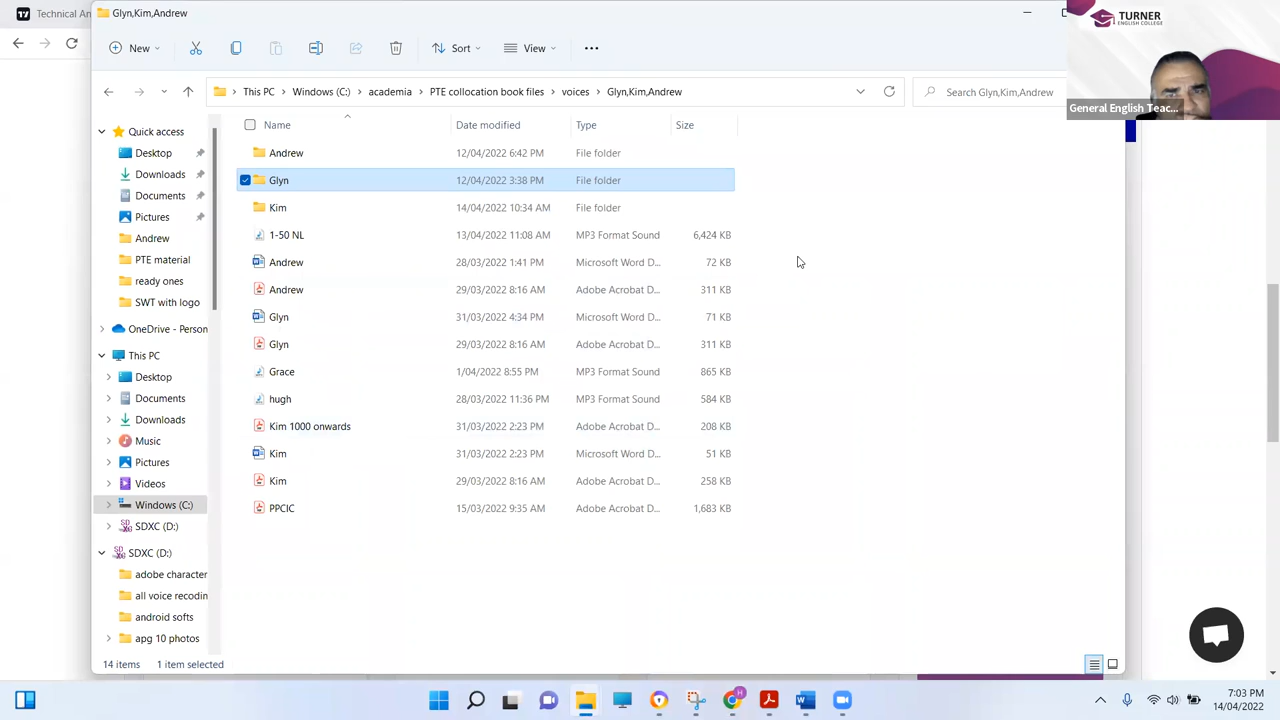 Technical An
Glyn,Kim,Andrew
TURNER
ENGLISH COLLEGE
General English Teac...
New
Sort
View
This PC > Windows (C:) > academia > PTE collocation book files > voices > Glyn,Kim,Andrew
Search Glyn,Kim,Andrew
Quick access
Desktop
Downloads
Documents
Pictures
Andrew
PTE material
ready ones
SWT with logo
OneDrive - Person
This PC
Desktop
Documents
Downloads
Music
Pictures
Videos
Windows (C:)
SDXC (D:)
SDXC (D:)
adobe character
all voice recodin
android softs
apg 10 photos
Name Date modified Type Size
Andrew 12/04/2022 6:42 PM File folder
Glyn 12/04/2022 3:38 PM File folder
Kim 14/04/2022 10:34 AM File folder
1-50 NL 13/04/2022 11:08 AM MP3 Format Sound 6,424 KB
Andrew 28/03/2022 1:41 PM Microsoft Word D... 72 KB
Andrew 29/03/2022 8:16 AM Adobe Acrobat D... 311 KB
Glyn 31/03/2022 4:34 PM Microsoft Word D... 71 KB
Glyn 29/03/2022 8:16 AM Adobe Acrobat D... 311 KB
Grace 1/04/2022 8:55 PM MP3 Format Sound 865 KB
hugh 28/03/2022 11:36 PM MP3 Format Sound 584 KB
Kim 1000 onwards 31/03/2022 2:23 PM Adobe Acrobat D... 208 KB
Kim 31/03/2022 2:23 PM Microsoft Word D... 51 KB
Kim 29/03/2022 8:16 AM Adobe Acrobat D... 258 KB
PPCIC 15/03/2022 9:35 AM Adobe Acrobat D... 1,683 KB
14 items 1 item selected
7:03 PM
14/04/2022